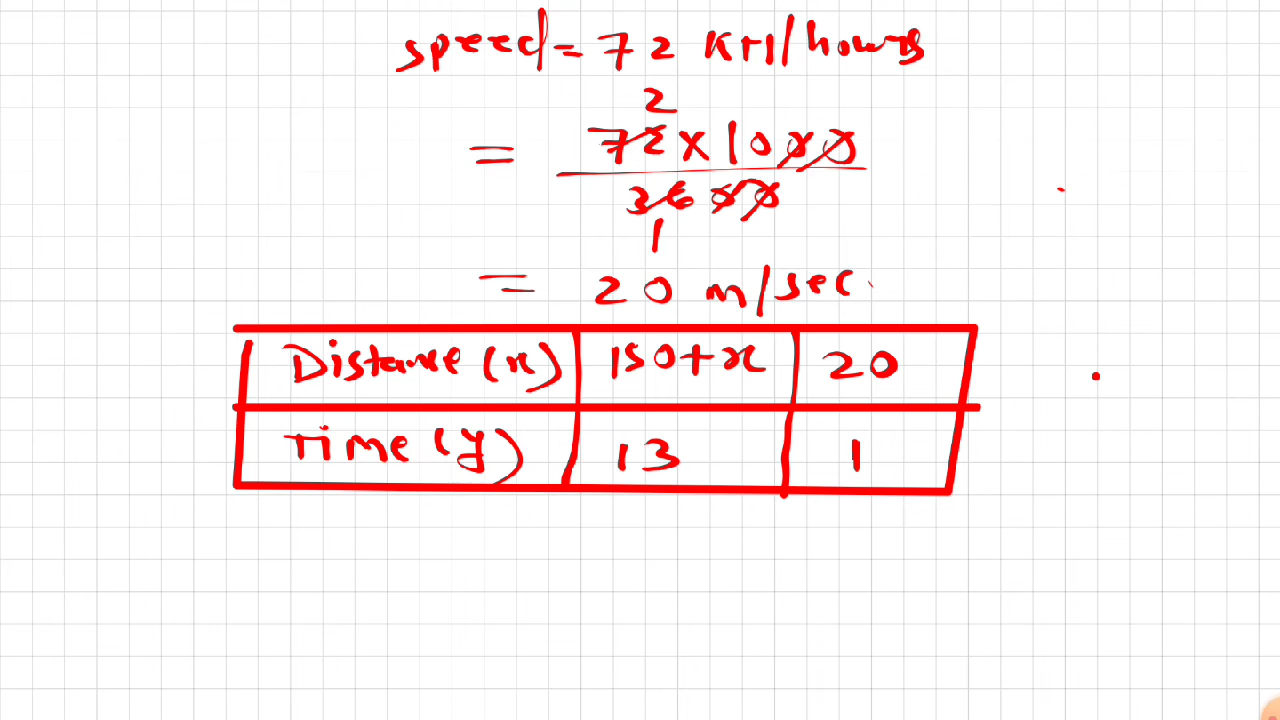 speed = 72 KM/hours
2
= 72 x 1000
3600
1
= 20 m/sec.
Distance (x) 150+x 20
Time (y) 13 1